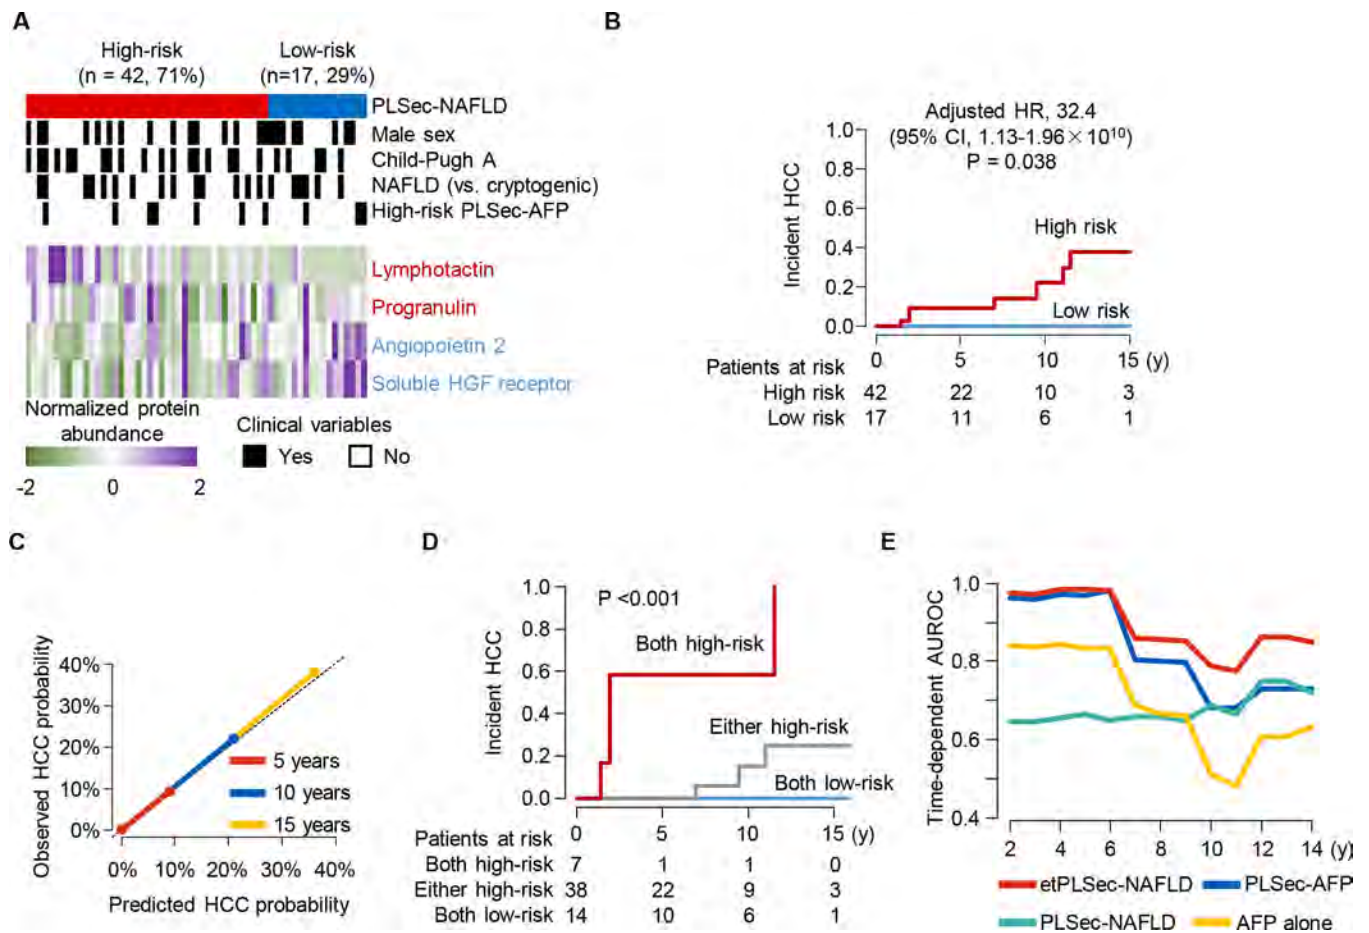 A
High-risk
(n = 42, 71%)
Low-risk
(n=17, 29%)
PLSec-NAFLD
Male sex
Child-Pugh A
NAFLD (vs. cryptogenic)
High-risk PLSec-AFP
Lymphotactin
Progranulin
Angiopoietin 2
Soluble HGF receptor
Normalized protein
abundance
-2 0 2
Clinical variables
Yes No
B
Adjusted HR, 32.4
(95% CI, 1.13-1.96×10¹⁰)
P = 0.038
Incident HCC
1.0
0.8
0.6
0.4
0.2
0.0
High risk
Low risk
0 5 10 15 (y)
Patients at risk
High risk 42 22 10 3
Low risk 17 11 6 1
C
Observed HCC probability
40%
30%
20%
10%
0%
5 years
10 years
15 years
0% 10% 20% 30% 40%
Predicted HCC probability
D
Incident HCC
1.0
0.8
0.6
0.4
0.2
0.0
P <0.001
Both high-risk
Either high-risk
Both low-risk
0 5 10 15 (y)
Patients at risk
Both high-risk 7 1 1 0
Either high-risk 38 22 9 3
Both low-risk 14 10 6 1
E
Time-dependent AUROC
1.0
0.8
0.6
0.4
2 4 6 8 10 12 14 (y)
etPLSec-NAFLD PLSec-AFP
PLSec-NAFLD AFP alone